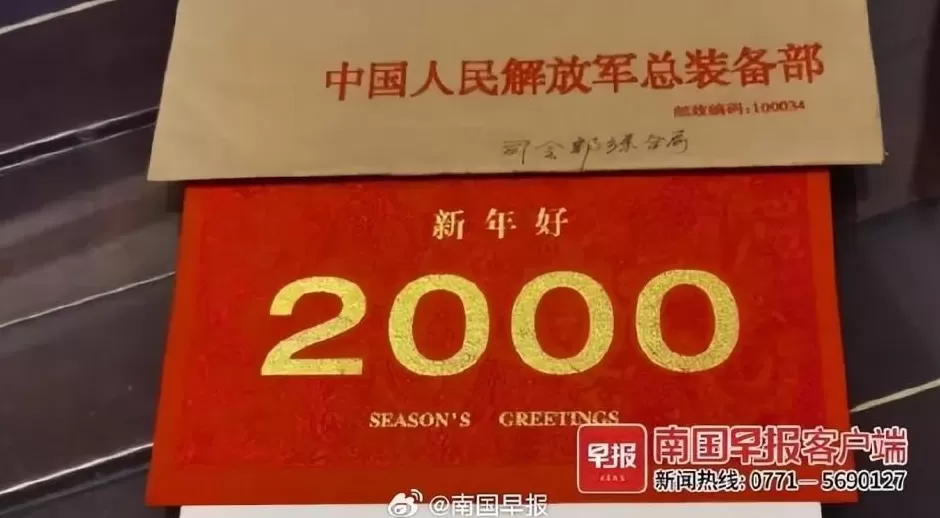 中国人民解放军总装备部
邮政编码:100034
司令部综合局
新年好
2000
SEASON'S GREETINGS
早报
南国早报客户端
新闻热线: 0771—5690127
@南国早报